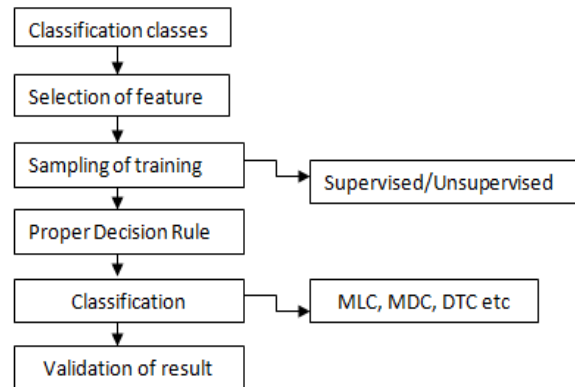 Classification classes
Selection of feature
Sampling of training
Supervised/Unsupervised
Proper Decision Rule
Classification
MLC, MDC, DTC etc
Validation of result